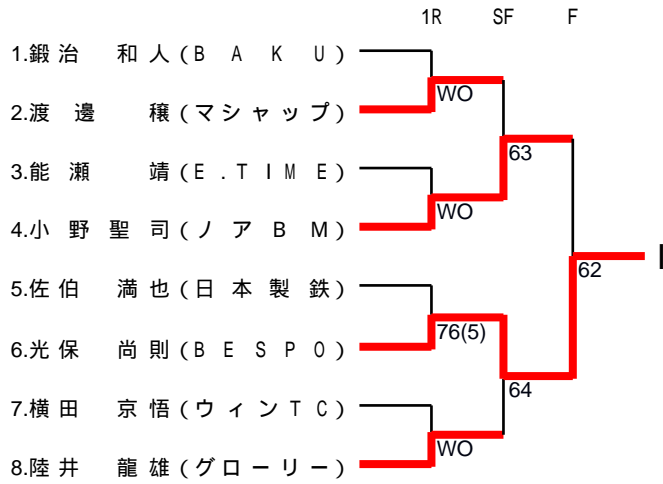 1R SF F
1.鍛治 和人(BAKU)
WO
2.渡邊 穣(マシャップ)
63
3.能瀬 靖(E.TIME)
WO
4.小野聖司(ノアBM)
62
5.佐伯 満也(日本製鉄)
76(5)
6.光保 尚則(BESPO)
64
7.横田 京悟(ウィンTC)
WO
8.陸井 龍雄(グローリー)